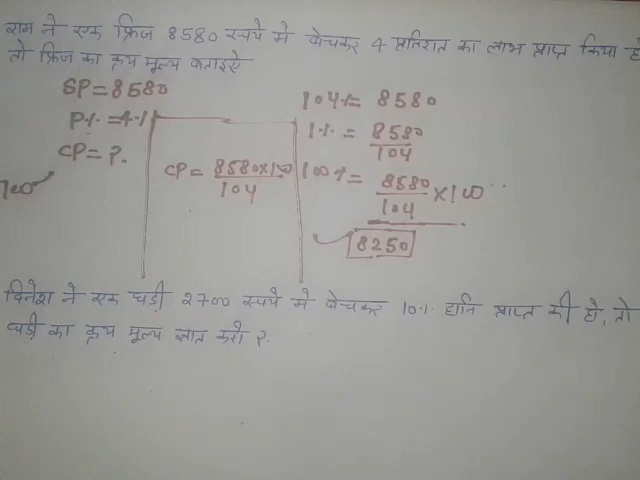 राम ने एक फ्रिज 8580 रुपये मे बेचकर 4 प्रतिशत का लाभ प्राप्त किया हो
तो फ्रिज का क्रय मूल्य बताइऐ
SP = 8580
P% = 4%
CP = ?
100
CP = 8580×100/104
104% = 8580
1% = 8580/104
100% = 8580/104 × 100
8250
दिनेश ने एक घड़ी 2700 रुपये मे बेचकर 10% हानि प्राप्त की हो, तो
घड़ी का क्रय मूल्य ज्ञात करो ?